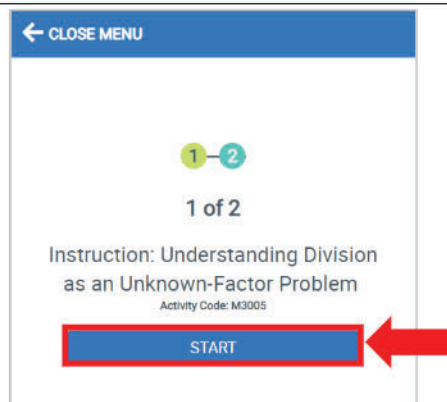 CLOSE MENU
1 2
1 of 2
Instruction: Understanding Division
as an Unknown-Factor Problem
Activity Code: M3005
START